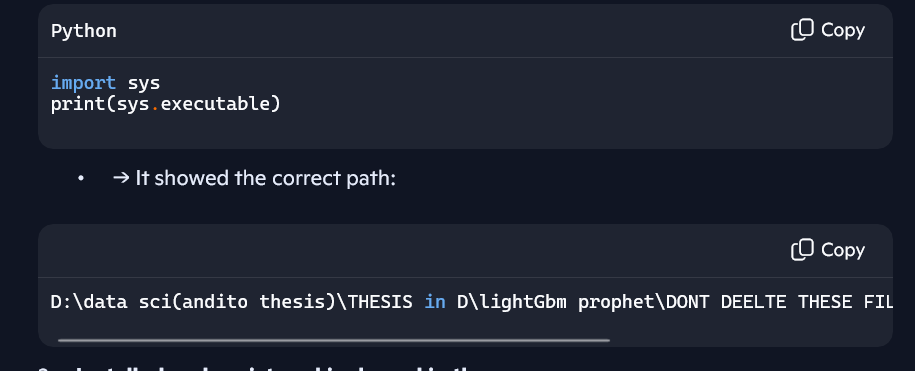 Python
Copy
import sys
print(sys.executable)
• → It showed the correct path:
Copy
D:\data sci(andito thesis)\THESIS in D\lightGbm prophet\DONT DEELTE THESE FIL